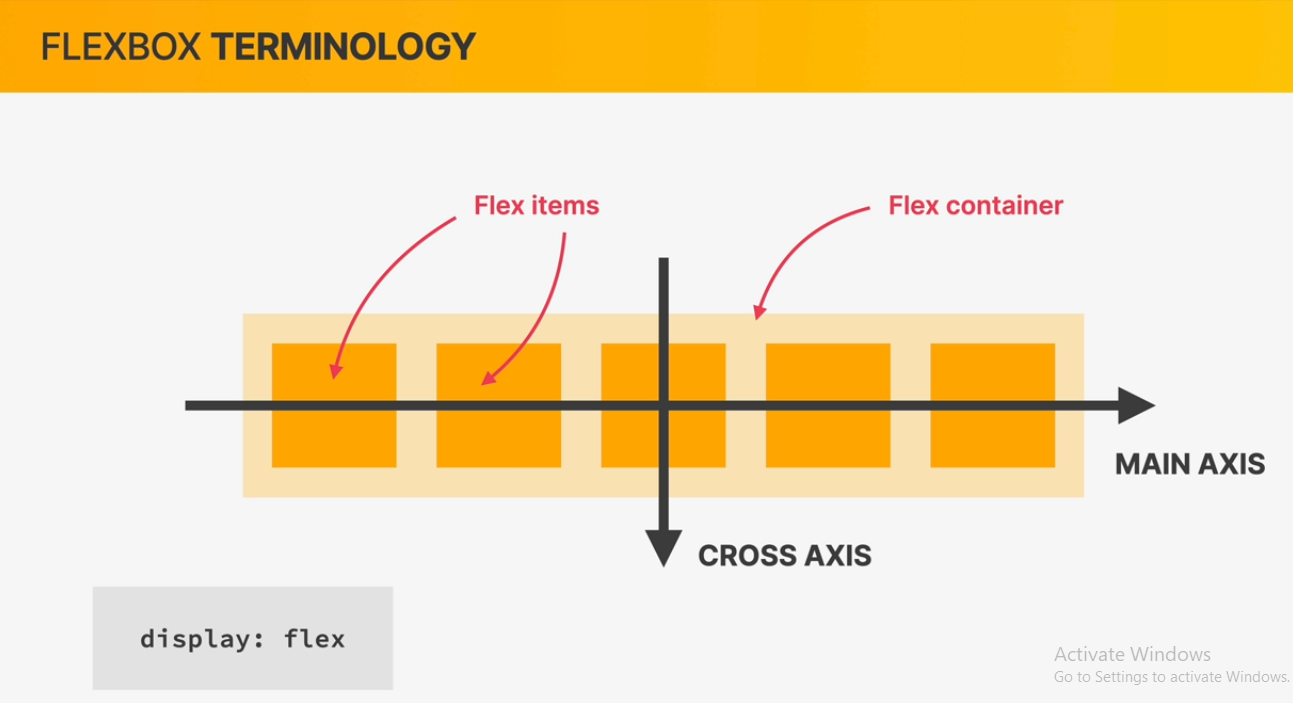 FLEXBOX TERMINOLOGY
Flex items
Flex container
MAIN AXIS
CROSS AXIS
display: flex
Activate Windows
Go to Settings to activate Windows.